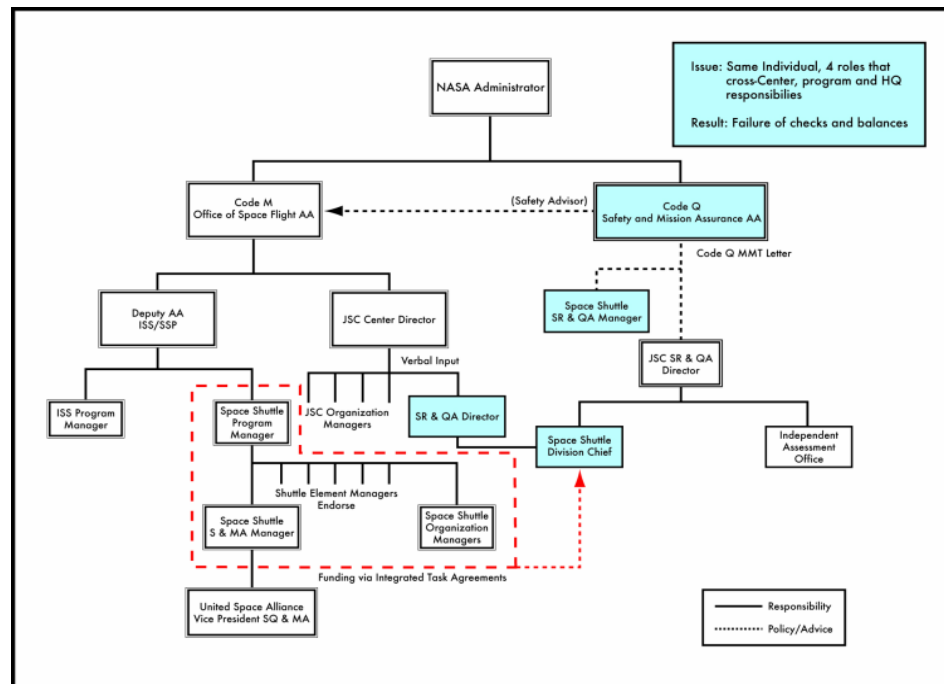 Issue: Same Individual, 4 roles that
cross-Center, program and HQ
responsibilies
Result: Failure of checks and balances
NASA Administrator
Code M
Office of Space Flight AA
(Safety Advisor)
Code Q
Safety and Mission Assurance AA
Code Q MMT Letter
Deputy AA
ISS/SSP
JSC Center Director
Space Shuttle
SR & QA Manager
Verbal Input
JSC SR & QA
Director
ISS Program
Manager
Space Shuttle
Program
Manager
JSC Organization
Managers
SR & QA Director
Space Shuttle
Division Chief
Independent
Assessment
Office
Shuttle Element Managers
Endorse
Space Shuttle
S & MA Manager
Space Shuttle
Organization
Managers
Funding via Integrated Task Agreements
United Space Alliance
Vice President SQ & MA
Responsibility
Policy/Advice